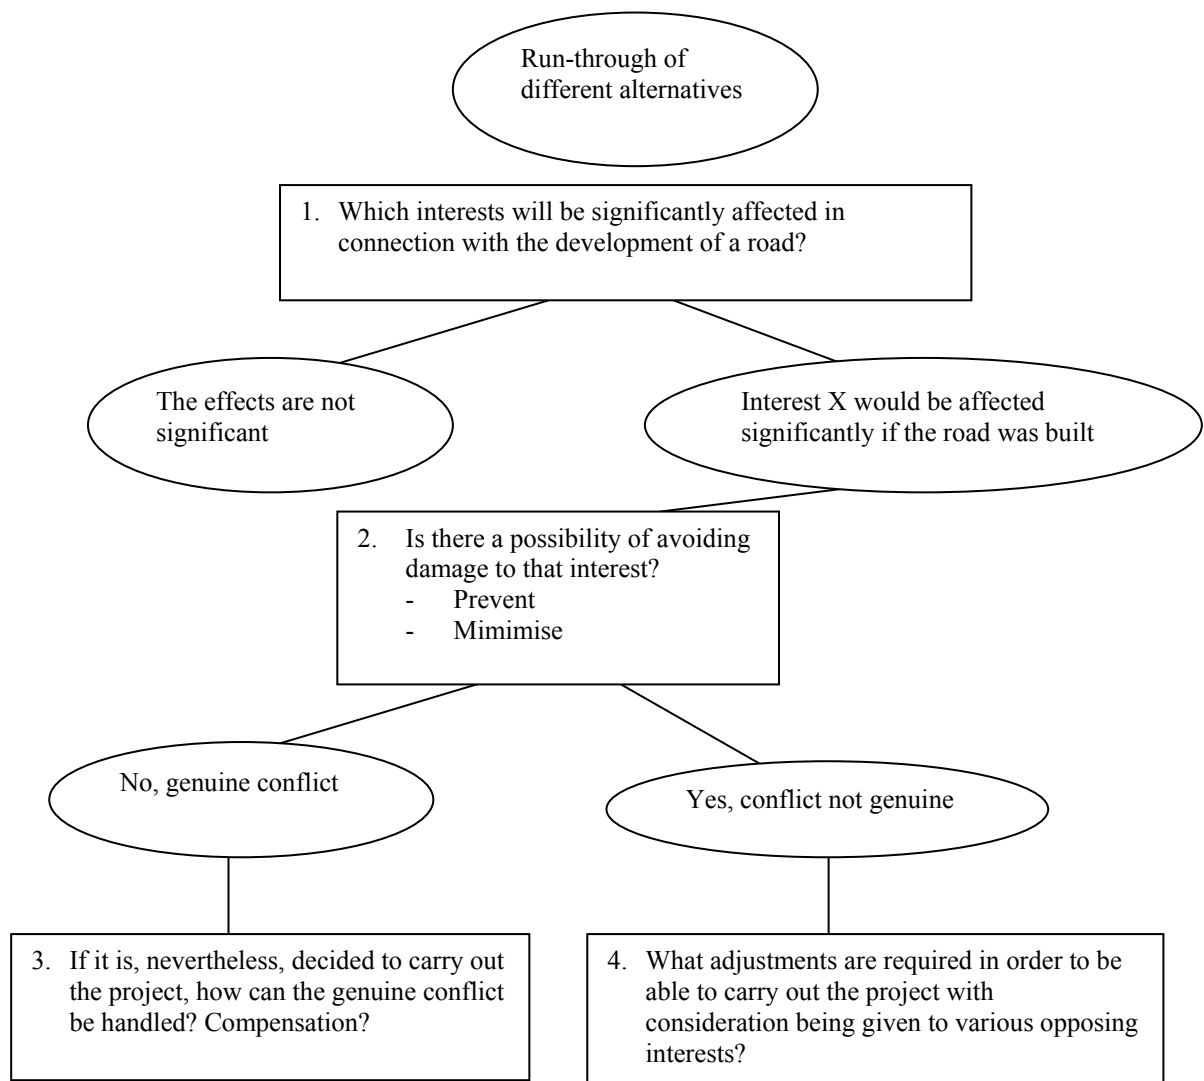 Run-through of
different alternatives
1. Which interests will be significantly affected in
connection with the development of a road?
The effects are not
significant
Interest X would be affected
significantly if the road was built
2. Is there a possibility of avoiding
damage to that interest?
- Prevent
- Mimimise
No, genuine conflict
Yes, conflict not genuine
3. If it is, nevertheless, decided to carry out
the project, how can the genuine conflict
be handled? Compensation?
4. What adjustments are required in order to be
able to carry out the project with
consideration being given to various opposing
interests?